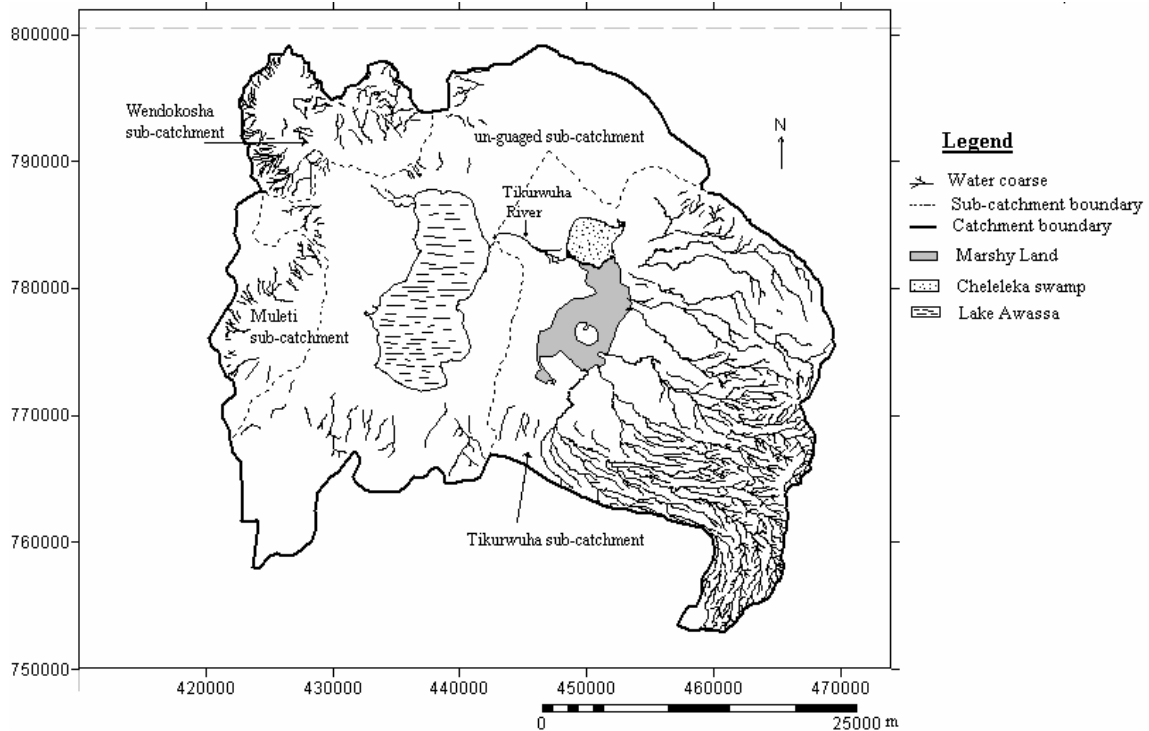 800000
790000
780000
770000
760000
750000
Wendokosha
sub-catchment
un-guaged sub-catchment
N
Tikurwuha
River
Muleti
sub-catchment
Tikurwuha sub-catchment
420000
430000
440000
450000
460000
470000
0
25000 m
Legend
Water coarse
Sub-catchment boundary
Catchment boundary
Marshy Land
Cheleleka swamp
Lake Awassa